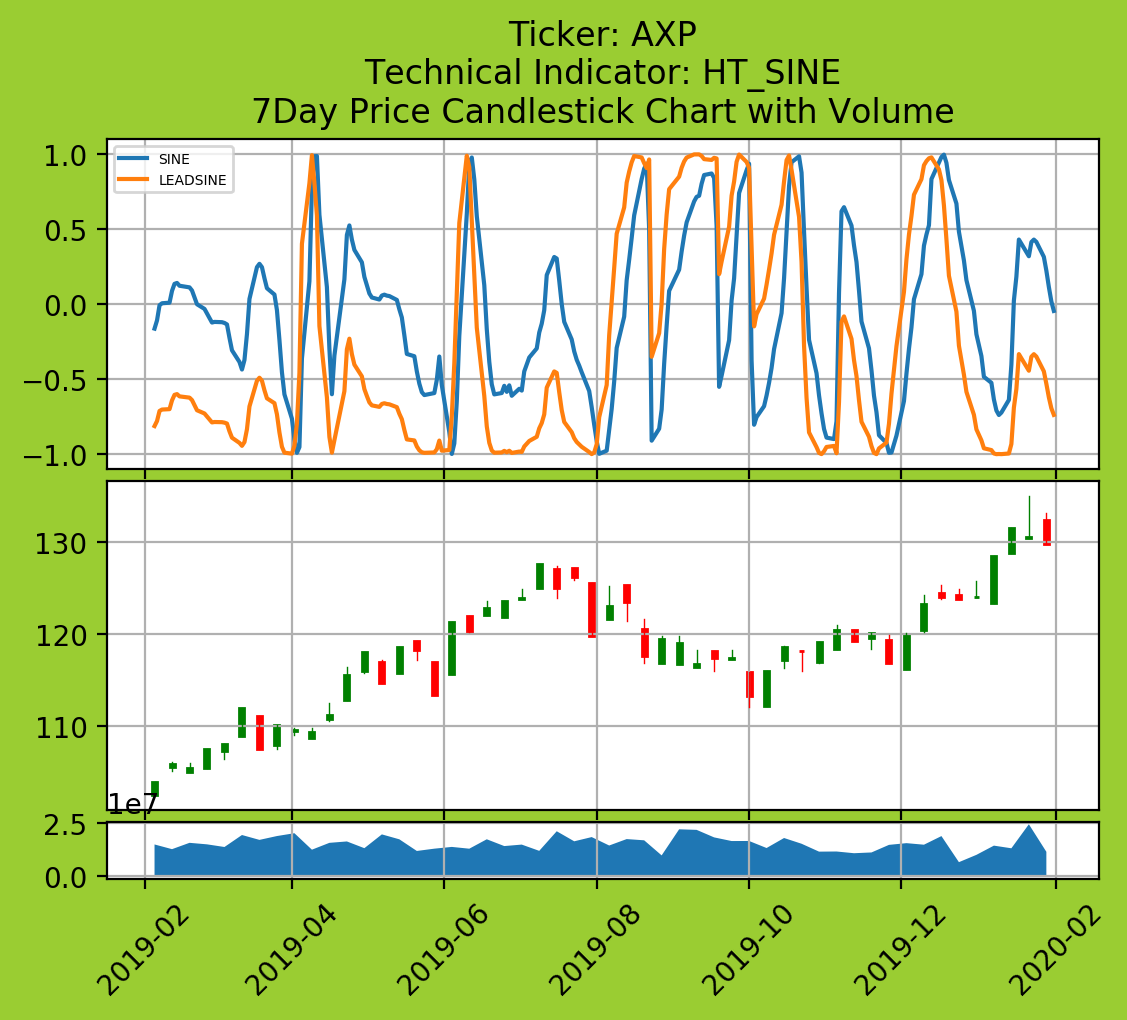 Ticker: AXP
Technical Indicator: HT_SINE
7Day Price Candlestick Chart with Volume
1.0
0.5
0.0
−0.5
−1.0
SINE
LEADSINE
130
120
110
1e7
2.5
0.0
2019-02
2019-04
2019-06
2019-08
2019-10
2019-12
2020-02